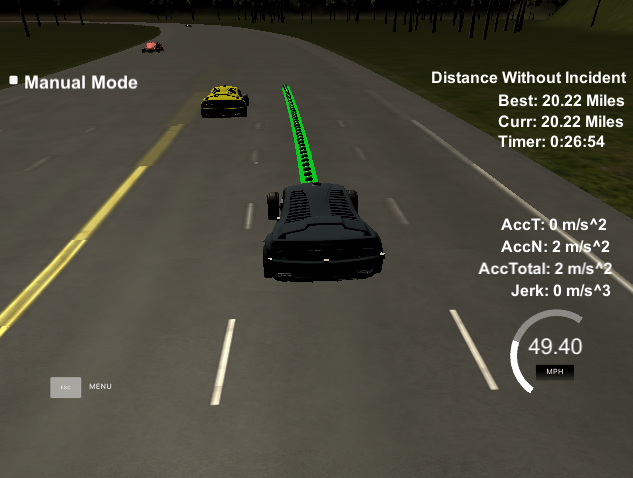 Manual Mode
Distance Without Incident
Best: 20.22 Miles
Curr: 20.22 Miles
Timer: 0:26:54
AccT: 0 m/s^2
AccN: 2 m/s^2
AccTotal: 2 m/s^2
Jerk: 0 m/s^3
49.40
MPH
ESC MENU